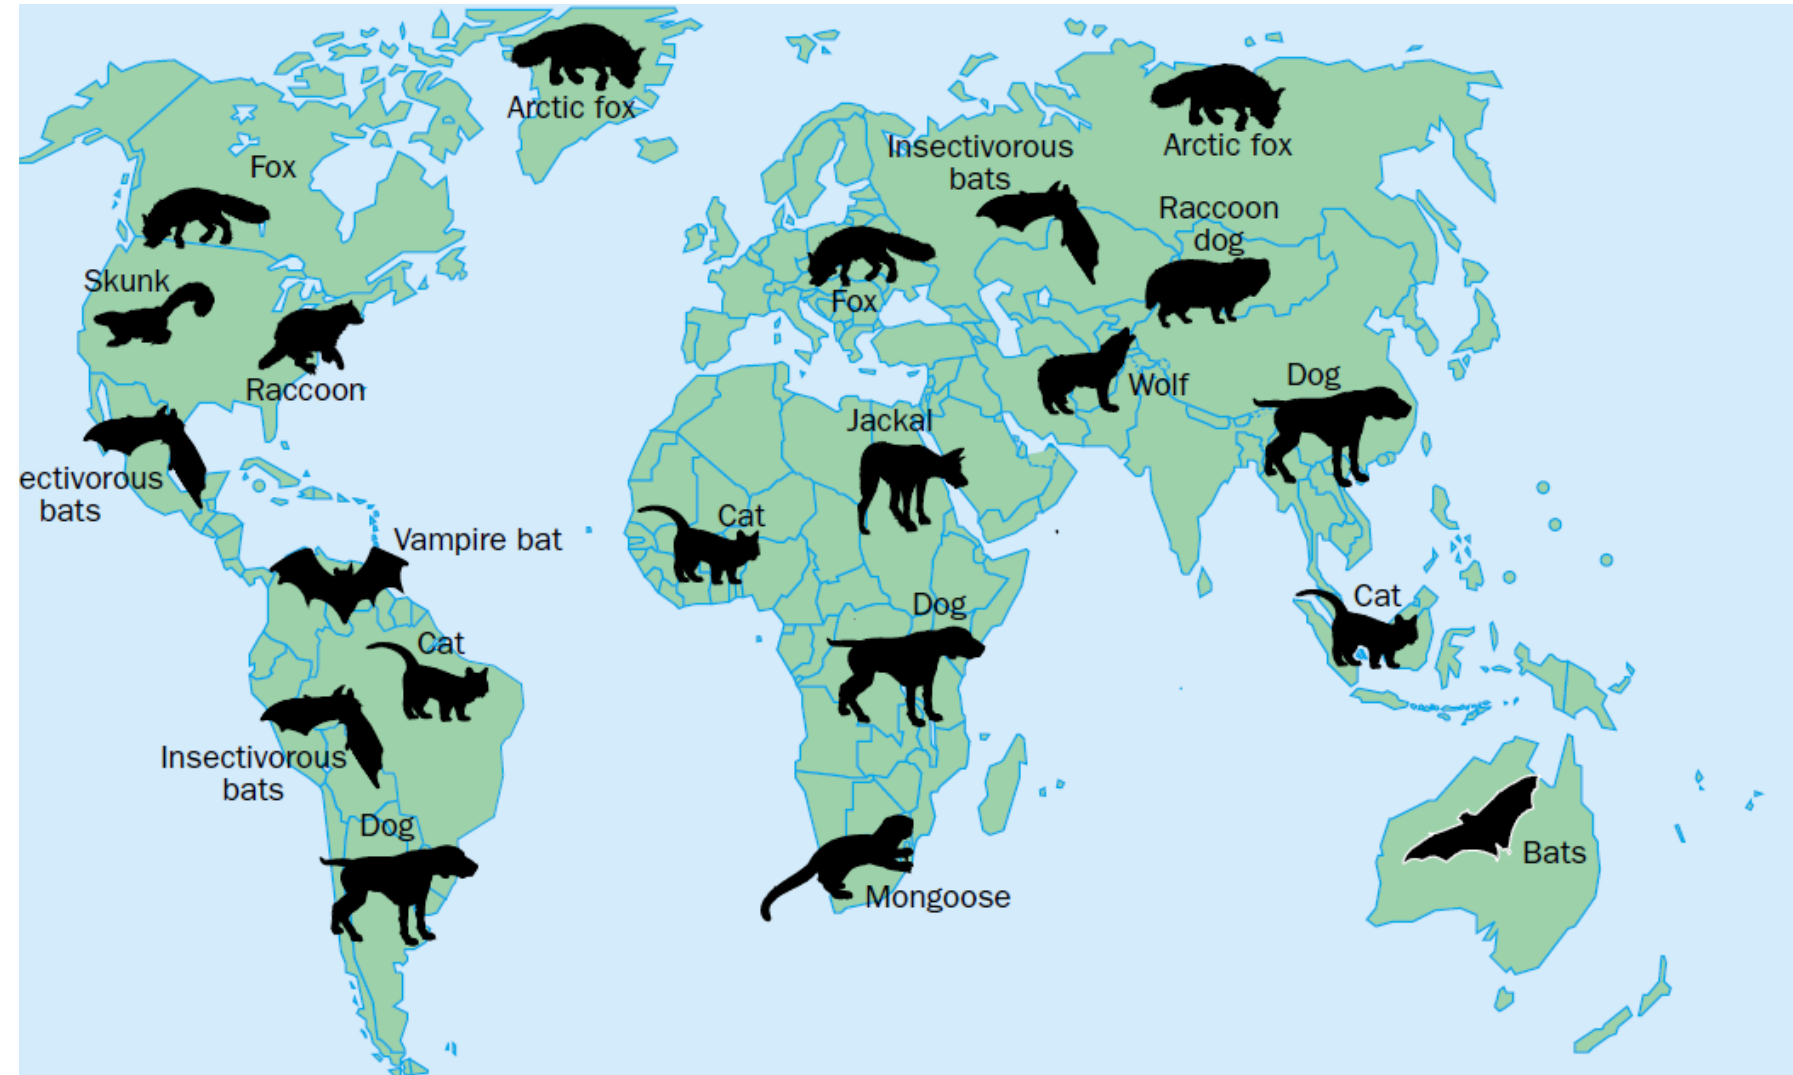 Arctic fox
Fox
Skunk
Raccoon
ectivorous
bats
Vampire bat
Cat
Insectivorous
bats
Dog
Insectivorous
bats
Arctic fox
Raccoon
dog
Fox
Wolf
Dog
Jackal
Cat
Dog
Mongoose
Cat
Bats